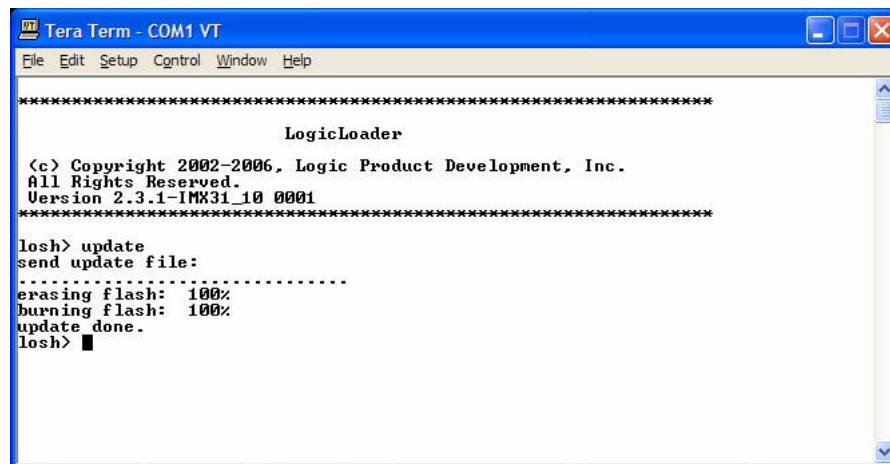 Tera Term - COM1 VT
File Edit Setup Control Window Help
*****************************************************************
LogicLoader
(c) Copyright 2002-2006, Logic Product Development, Inc.
All Rights Reserved.
Version 2.3.1-IMX31_10 0001
*****************************************************************
losh> update
send update file:
...............................
erasing flash: 100%
burning flash: 100%
update done.
losh>